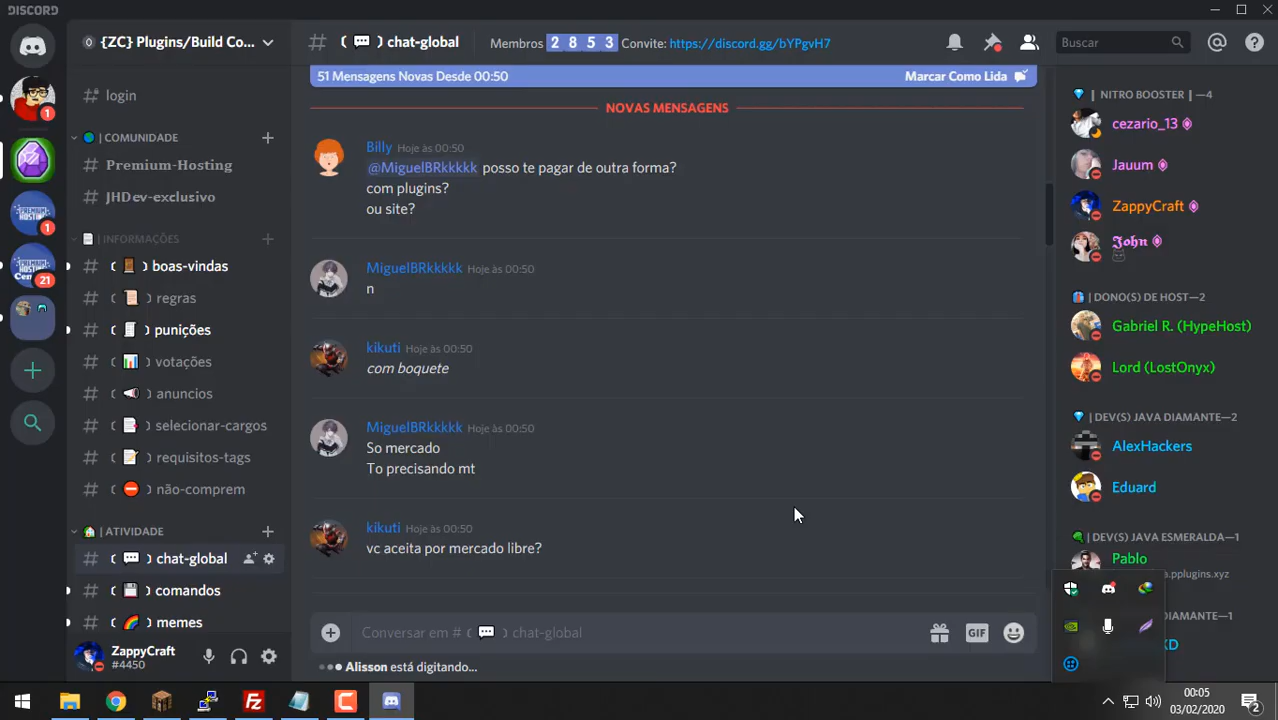 DISCORD
{ZC} Plugins/Build Co...
# login
| COMUNIDADE
# Premium-Hosting
# JHDev-exclusivo
| INFORMAÇÕES
# boas-vindas
# regras
# punições
# votações
# anuncios
# selecionar-cargos
# requisitos-tags
# não-comprem
| ATIVIDADE
# chat-global
# comandos
# memes
1
1
21
ZappyCraft
#4450
# chat-global
Membros 2 8 5 3 Convite: https://discord.gg/bYPgvH7
Buscar
51 Mensagens Novas Desde 00:50
Marcar Como Lida
NOVAS MENSAGENS
Billy Hoje às 00:50
@MiguelBRkkkkk posso te pagar de outra forma?
com plugins?
ou site?
MiguelBRkkkkk Hoje às 00:50
n
kikuti Hoje às 00:50
com boquete
MiguelBRkkkkk Hoje às 00:50
So mercado
To precisando mt
kikuti Hoje às 00:50
vc aceita por mercado libre?
Conversar em # chat-global
GIF
Alisson está digitando...
| NITRO BOOSTER | —4
cezario_13
Jauum
ZappyCraft
𝕵𝖔𝖍𝖓
| DONO(S) DE HOST—2
Gabriel R. (HypeHost)
Lord (LostOnyx)
| DEV(S) JAVA DIAMANTE—2
AlexHackers
Eduard
| DEV(S) JAVA ESMERALDA—1
Pablo
.pplugins.xyz
DIAMANTE—1
KD
00:05
03/02/2020
2